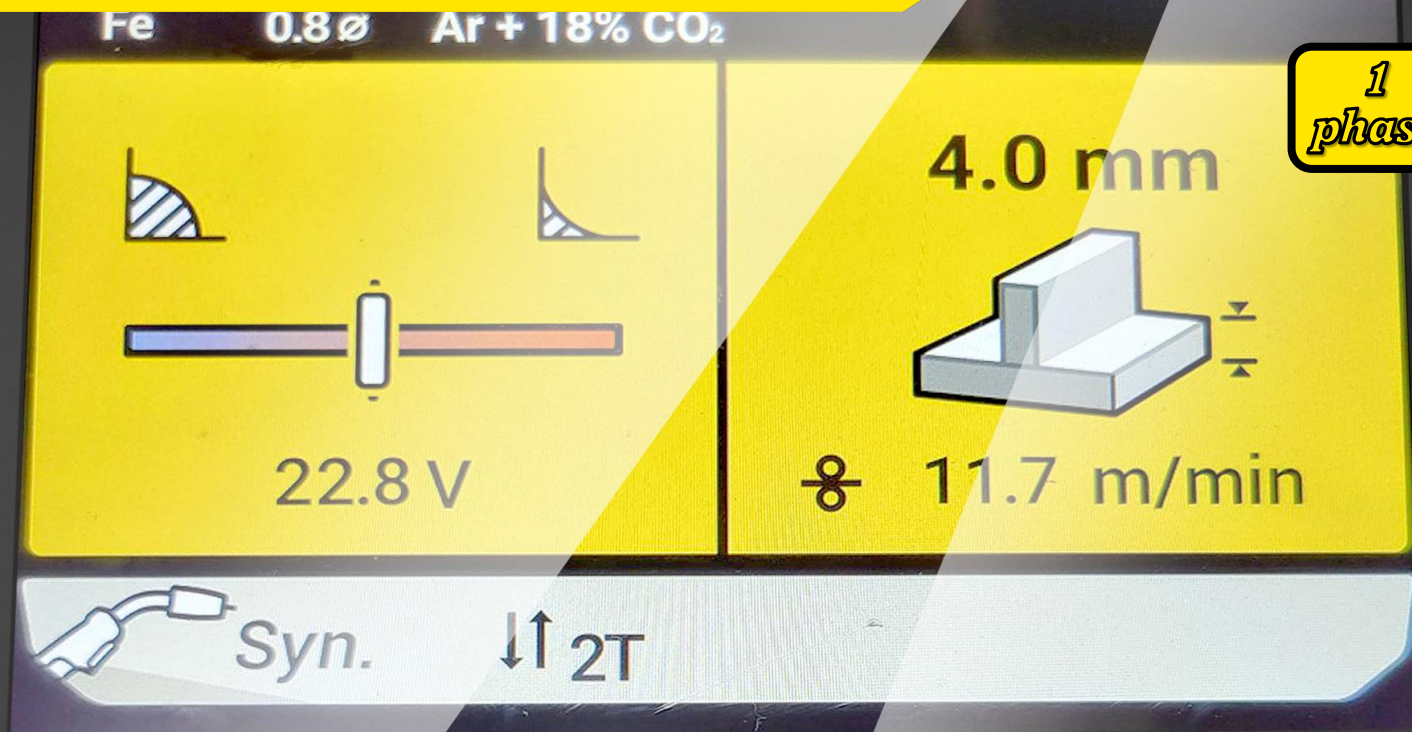 Fe 0.8⌀ Ar + 18% CO₂
1
phas
4.0 mm
22.8 V
11.7 m/min
Syn. 2T